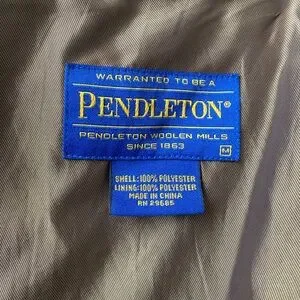 WARRANTED TO BE A
PENDLETON®
PENDLETON WOOLEN MILLS
SINCE 1863
M
SHELL:100% POLYESTER
LINING:100% POLYESTER
MADE IN CHINA
RN 29685